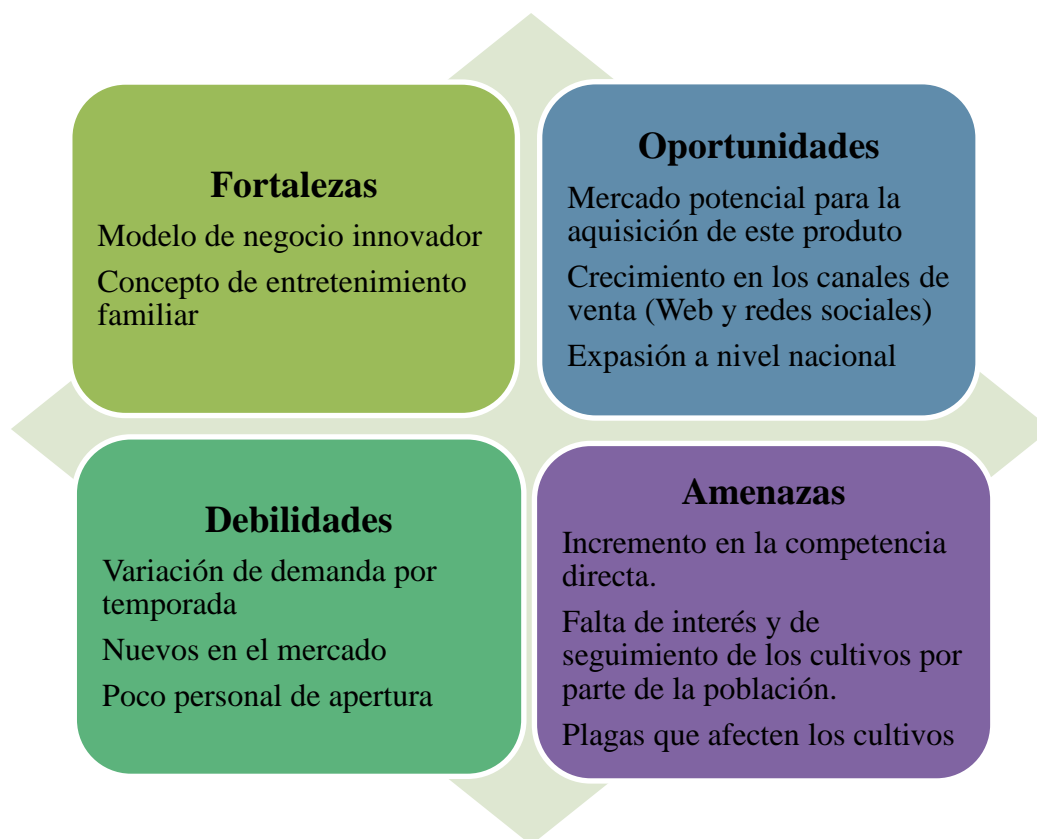 Fortalezas
Modelo de negocio innovador
Concepto de entretenimiento
familiar
Oportunidades
Mercado potencial para la
aquisición de este produto
Crecimiento en los canales de
venta (Web y redes sociales)
Expasión a nivel nacional
Debilidades
Variación de demanda por
temporada
Nuevos en el mercado
Poco personal de apertura
Amenazas
Incremento en la competencia
directa.
Falta de interés y de
seguimiento de los cultivos por
parte de la población.
Plagas que afecten los cultivos